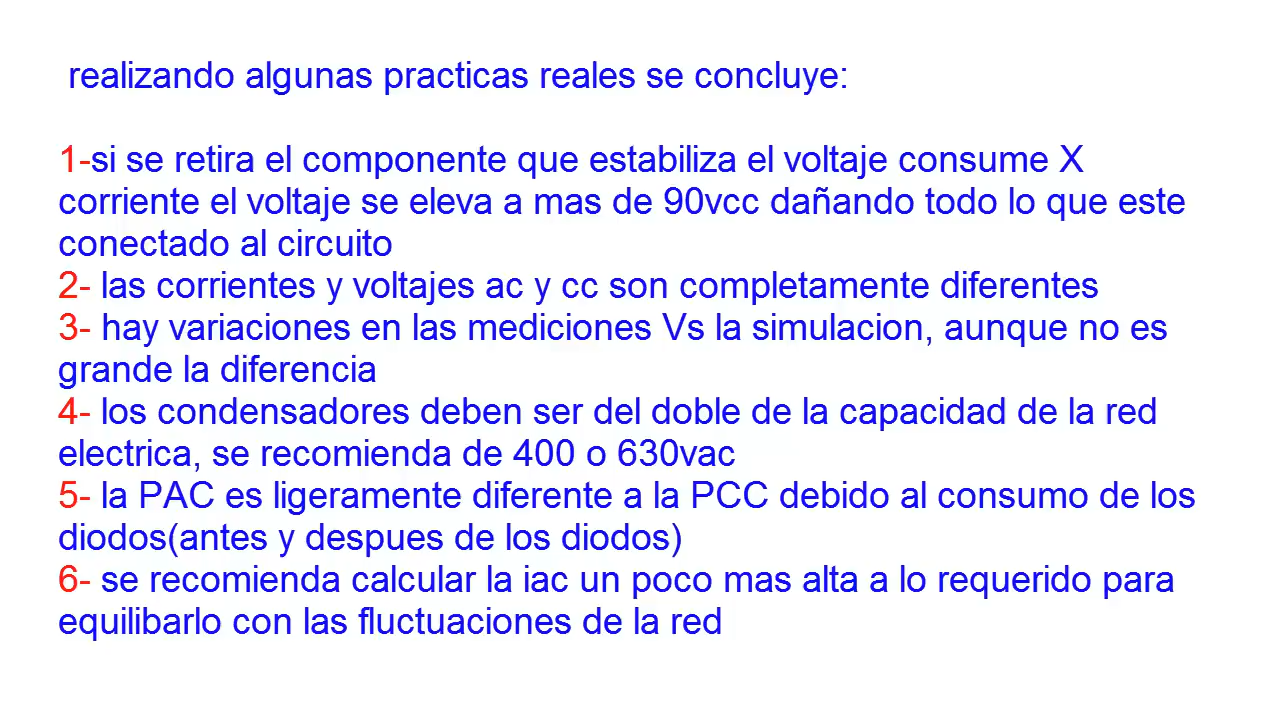 realizando algunas practicas reales se concluye:
1-si se retira el componente que estabiliza el voltaje consume X
corriente el voltaje se eleva a mas de 90vcc dañando todo lo que este
conectado al circuito
2- las corrientes y voltajes ac y cc son completamente diferentes
3- hay variaciones en las mediciones Vs la simulacion, aunque no es
grande la diferencia
4- los condensadores deben ser del doble de la capacidad de la red
electrica, se recomienda de 400 o 630vac
5- la PAC es ligeramente diferente a la PCC debido al consumo de los
diodos(antes y despues de los diodos)
6- se recomienda calcular la iac un poco mas alta a lo requerido para
equilibarlo con las fluctuaciones de la red